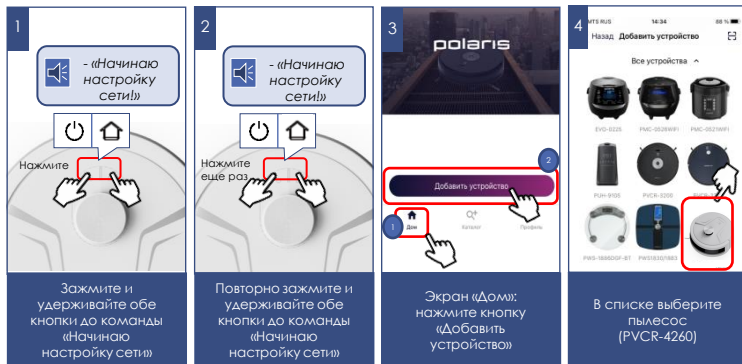 1
- «Начинаю
настройку
сети!»
Нажмите
Зажмите и
удерживайте обе
кнопки до команды
«Начинаю
настройку сети»
2
- «Начинаю
настройку
сети!»
Нажмите
еще раз
Повторно зажмите и
удерживайте обе
кнопки до команды
«Начинаю
настройку сети»
3
polaris
2
Добавить устройство
1
Дом
Каталог
Профиль
Экран «Дом»:
нажмите кнопку
«Добавить
устройство»
4
MTS RUS 14:34 88 %
Назад Добавить устройство
Все устройства
EVO-0225 PMC-0526WIFI PMC-0521WIFI
PUH-9105 PVCR-3200
PWS-1898DGF-BT PWS1830/1883
В списке выберите
пылесос
(PVCR-4260)